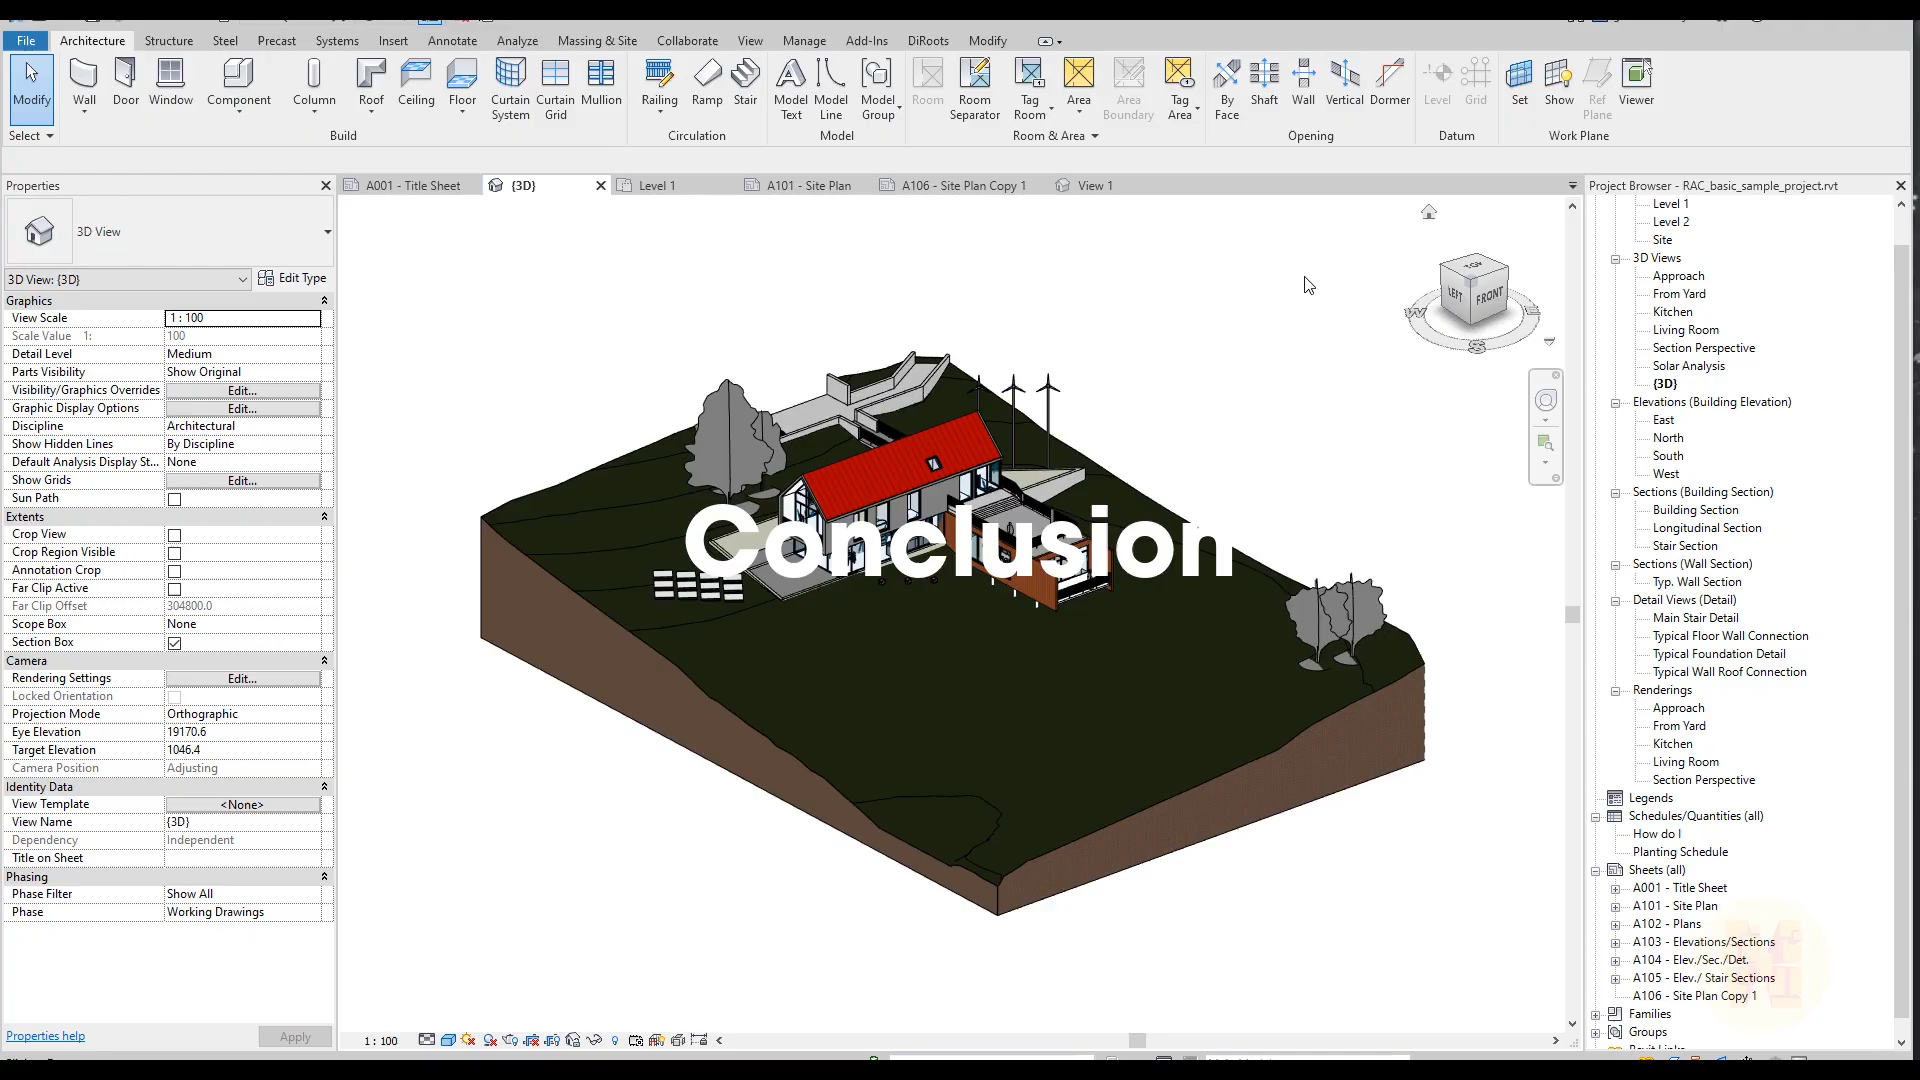 File Architecture Structure Steel Precast Systems Insert Annotate Analyze Massing & Site Collaborate View Manage Add-Ins DiRoots Modify
Modify Wall Door Window Component Column Roof Ceiling Floor Curtain System Curtain Grid Mullion Railing Ramp Stair Model Text Model Line Model Group Room Room Separator Tag Room Area Area Boundary Tag Area By Face Shaft Wall Vertical Dormer Level Grid Set Show Ref Plane Viewer
Select Build Circulation Model Room & Area Opening Datum Work Plane
Properties
A001 - Title Sheet {3D} Level 1 A101 - Site Plan A106 - Site Plan Copy 1 View 1
Project Browser - RAC_basic_sample_project.rvt
3D View
3D View: {3D} Edit Type
Graphics
View Scale 1 : 100
Scale Value 1: 100
Detail Level Medium
Parts Visibility Show Original
Visibility/Graphics Overrides Edit...
Graphic Display Options Edit...
Discipline Architectural
Show Hidden Lines By Discipline
Default Analysis Display St... None
Show Grids Edit...
Sun Path
Extents
Crop View
Crop Region Visible
Annotation Crop
Far Clip Active
Far Clip Offset 304800.0
Scope Box None
Section Box
Camera
Rendering Settings Edit...
Locked Orientation
Projection Mode Orthographic
Eye Elevation 19170.6
Target Elevation 1046.4
Camera Position Adjusting
Identity Data
View Template <None>
View Name {3D}
Dependency Independent
Title on Sheet
Phasing
Phase Filter Show All
Phase Working Drawings
Properties help Apply
TOP
LEFT FRONT
W E
S
Conclusion
1 : 100
Level 1
Level 2
Site
3D Views
Approach
From Yard
Kitchen
Living Room
Section Perspective
Solar Analysis
{3D}
Elevations (Building Elevation)
East
North
South
West
Sections (Building Section)
Building Section
Longitudinal Section
Stair Section
Sections (Wall Section)
Typ. Wall Section
Detail Views (Detail)
Main Stair Detail
Typical Floor Wall Connection
Typical Foundation Detail
Typical Wall Roof Connection
Renderings
Approach
From Yard
Kitchen
Living Room
Section Perspective
Legends
Schedules/Quantities (all)
How do I
Planting Schedule
Sheets (all)
A001 - Title Sheet
A101 - Site Plan
A102 - Plans
A103 - Elevations/Sections
A104 - Elev./Sec./Det.
A105 - Elev./ Stair Sections
A106 - Site Plan Copy 1
Families
Groups